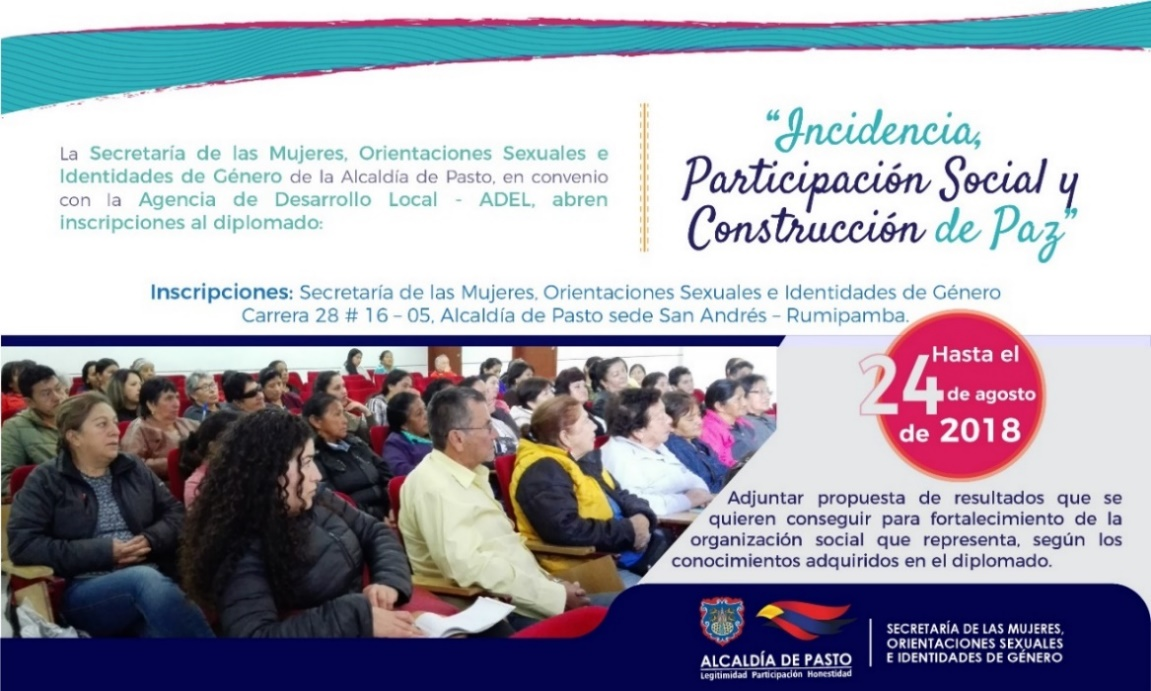 La Secretaría de las Mujeres, Orientaciones Sexuales e
Identidades de Género de la Alcaldía de Pasto, en convenio
con la Agencia de Desarrollo Local - ADEL, abren
inscripciones al diplomado:
“Incidencia,
Participación Social y
Construcción de Paz”
Inscripciones: Secretaría de las Mujeres, Orientaciones Sexuales e Identidades de Género
Carrera 28 # 16 – 05, Alcaldía de Pasto sede San Andrés – Rumipamba.
Hasta el
24 de agosto
de 2018
Adjuntar propuesta de resultados que se
quieren conseguir para fortalecimiento de la
organización social que representa, según los
conocimientos adquiridos en el diplomado.
ALCALDÍA DE PASTO
Legitimidad Participación Honestidad
SECRETARÍA DE LAS MUJERES,
ORIENTACIONES SEXUALES
E IDENTIDADES DE GÉNERO